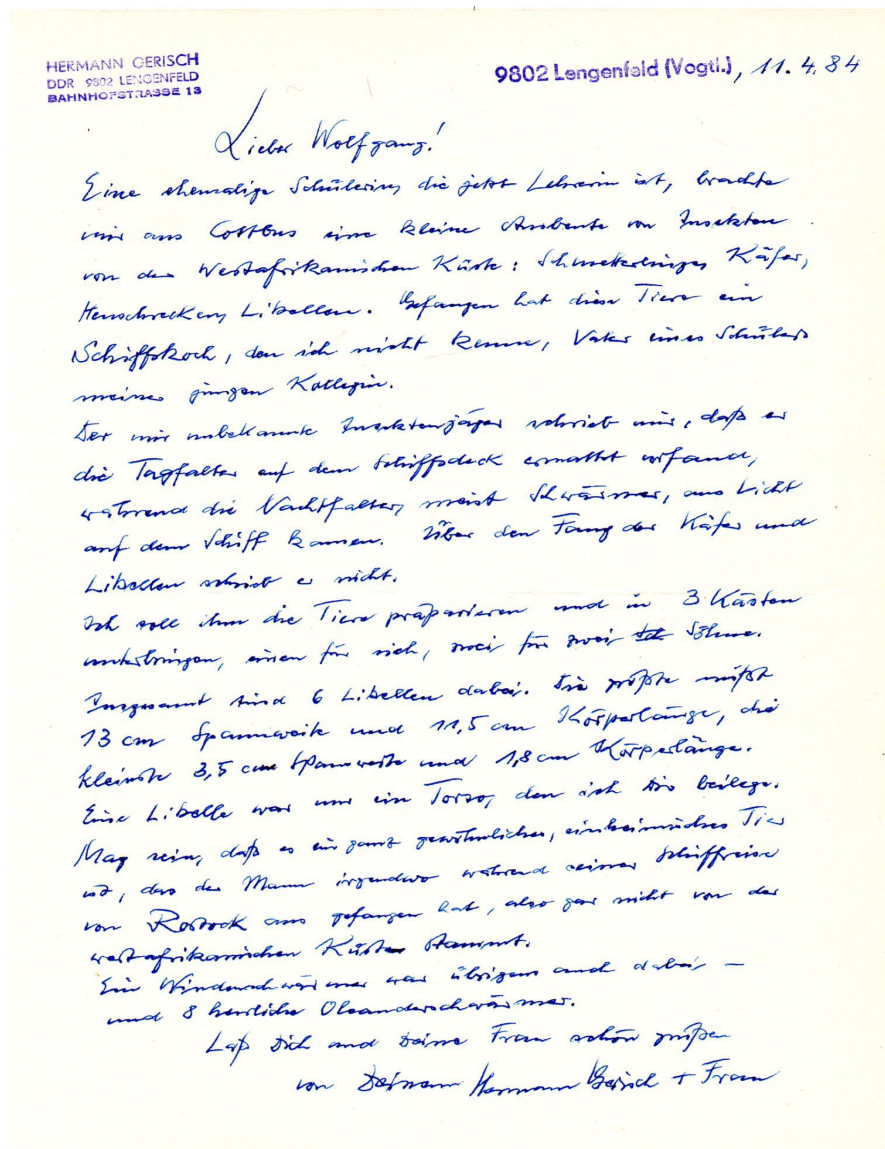 HERMANN GERISCH
DDR 9802 LENGENFELD
BAHNHOFSTRASSE 13
9802 Lengenfeld (Vogtl.), 11.4.84
Lieber Wolfgang!
Eine ehemalige Schülerin, die jetzt Lehrerin ist, brachte
mir aus Cottbus eine kleine Ausbeute von Insekten
von der Westafrikanischen Küste: Schmetterlinge, Käfer,
Heuschrecken, Libellen. Gefangen hat diese Tiere ein
Schiffskoch, den ich nicht kenne, Vater eines Schülers
meiner jungen Kollegin.
Der mir unbekannte Insektenjäger schrieb mir, daß er
die Tagfalter auf dem Schiffsdeck ermattet vorfand,
während die Nachtfalter, meist Schwärmer, ans Licht
auf dem Schiff kamen. Über den Fang der Käfer und
Libellen schrieb er nicht.
Ich soll ihm die Tiere präparieren und in 3 Kästen
unterbringen, einen für sich, zwei für zwei Söhne.
Insgesamt sind 6 Libellen dabei. Die größte mißt
13 cm Spannweite und 11,5 cm Körperlänge, die
kleinste 3,5 cm Spannweite und 1,8 cm Körperlänge.
Eine Libelle war nur ein Torso, den ich Dir beilege.
Mag sein, daß es ein ganz gewöhnliches, einheimisches Tier
ist, das der Mann irgendwo während seiner Schiffreise
von Rostock aus gefangen hat, also gar nicht von der
westafrikanischen Küste stammt.
Ein Windenschwärmer war übrigens auch dabei –
und 8 herrliche Oleanderschwärmer.
Laß Dich und Deine Frau schön grüßen
von Deinem Hermann Gerisch + Frau